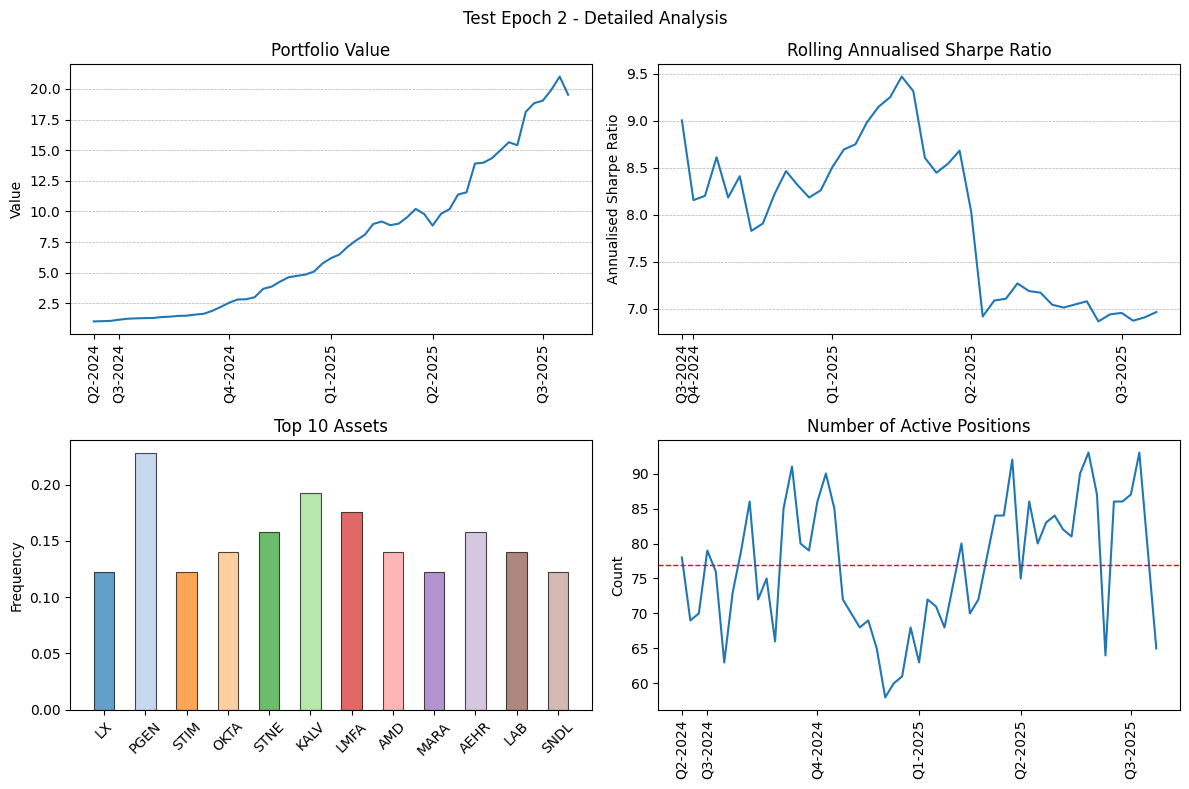 Test Epoch 2 - Detailed Analysis
Portfolio Value
Value
20.0
17.5
15.0
12.5
10.0
7.5
5.0
2.5
Q2-2024
Q3-2024
Q4-2024
Q1-2025
Q2-2025
Q3-2025
Rolling Annualised Sharpe Ratio
Annualised Sharpe Ratio
9.5
9.0
8.5
8.0
7.5
7.0
Q3-2024
Q4-2024
Q1-2025
Q2-2025
Q3-2025
Top 10 Assets
Frequency
0.20
0.15
0.10
0.05
0.00
LX
PGEN
STIM
OKTA
STNE
KALV
LMFA
AMD
MARA
AEHR
LAB
SNDL
Number of Active Positions
Count
90
85
80
75
70
65
60
Q2-2024
Q3-2024
Q4-2024
Q1-2025
Q2-2025
Q3-2025